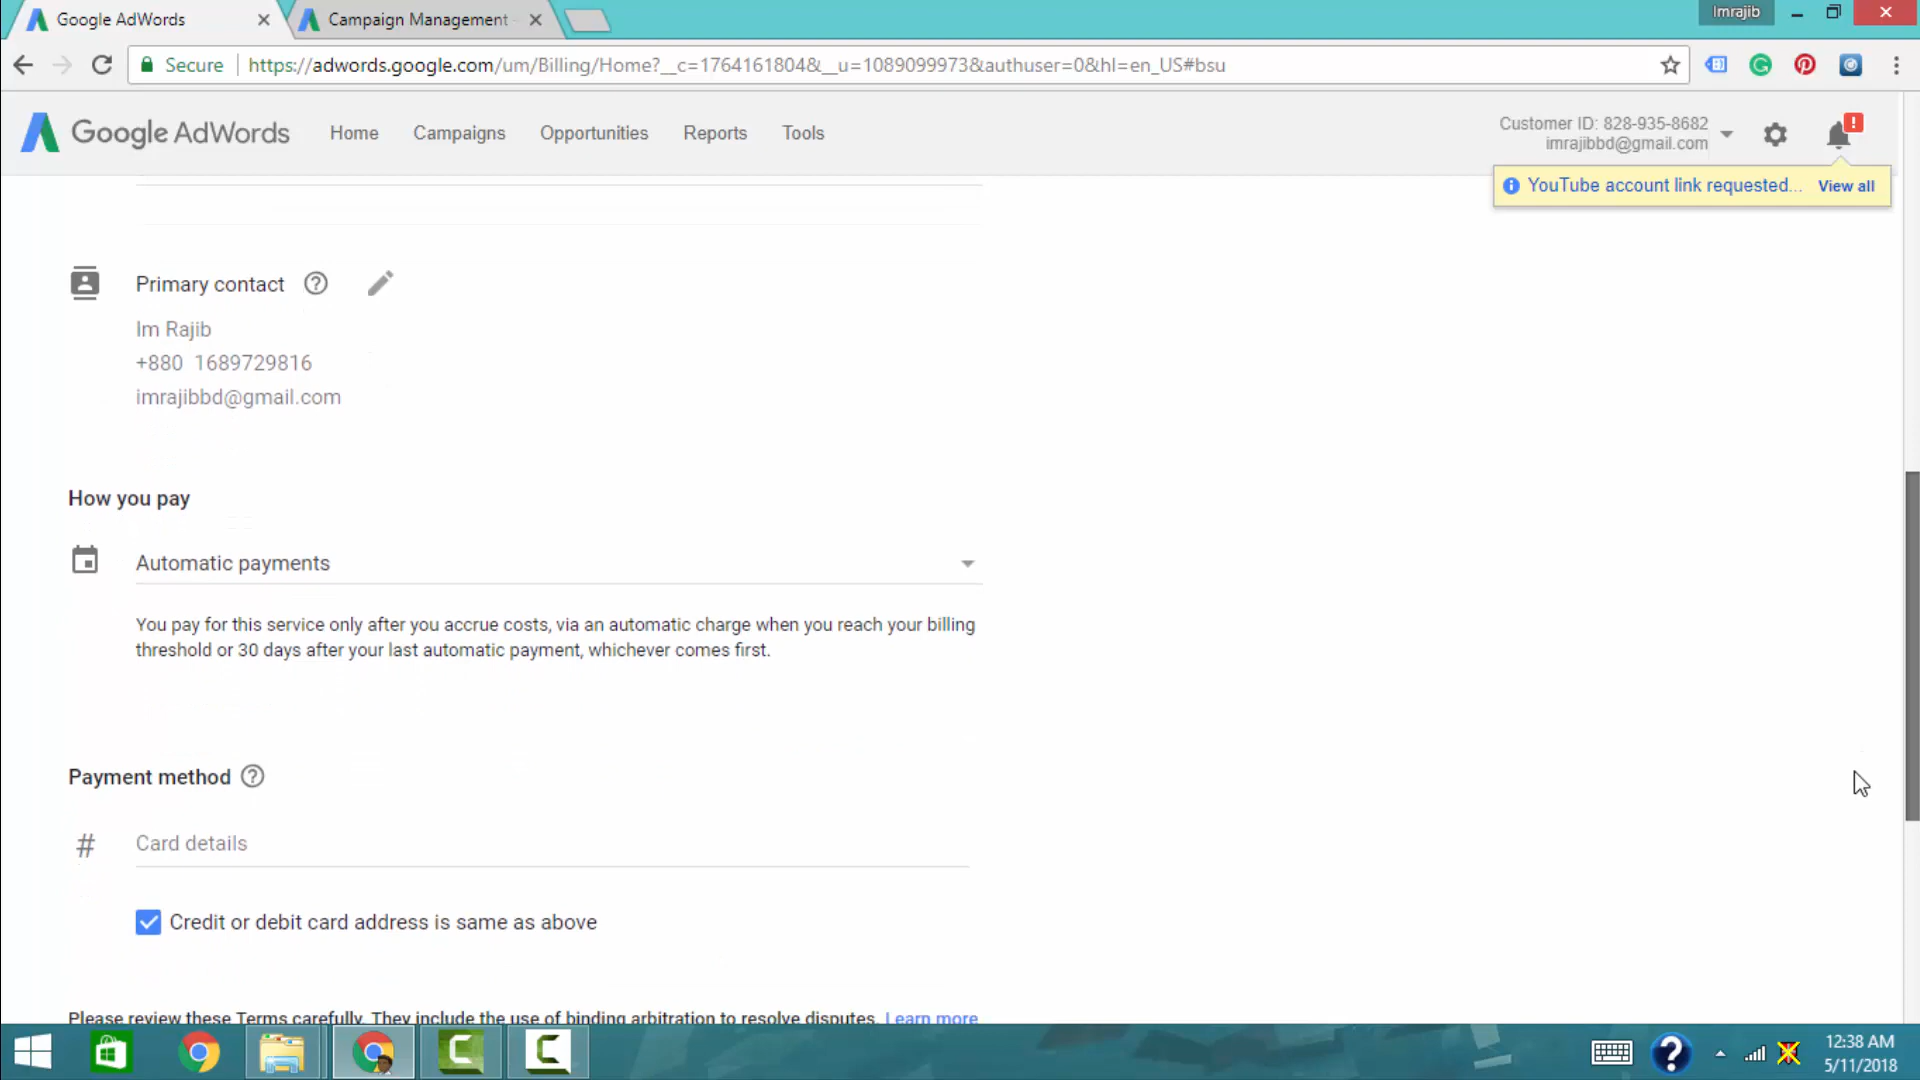 Google AdWords
Campaign Management
Imrajib
Secure
https://adwords.google.com/um/Billing/Home?__c=1764161804&__u=1089099973&authuser=0&hl=en_US#bsu
Google AdWords
Home
Campaigns
Opportunities
Reports
Tools
Customer ID: 828-935-8682
imrajibbd@gmail.com
YouTube account link requested... View all
Primary contact
Im Rajib
+880 1689729816
imrajibbd@gmail.com
How you pay
Automatic payments
You pay for this service only after you accrue costs, via an automatic charge when you reach your billing
threshold or 30 days after your last automatic payment, whichever comes first.
Payment method
# Card details
Credit or debit card address is same as above
Please review these Terms carefully. They include the use of binding arbitration to resolve disputes. Learn more
12:38 AM
5/11/2018